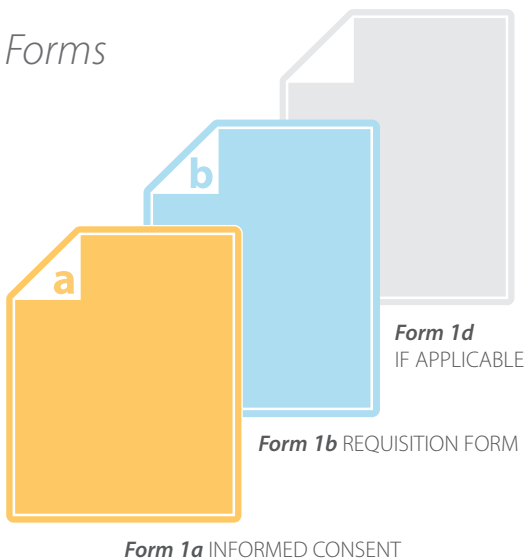 Forms
b
a
Form 1d
IF APPLICABLE
Form 1b REQUISITION FORM
Form 1a INFORMED CONSENT